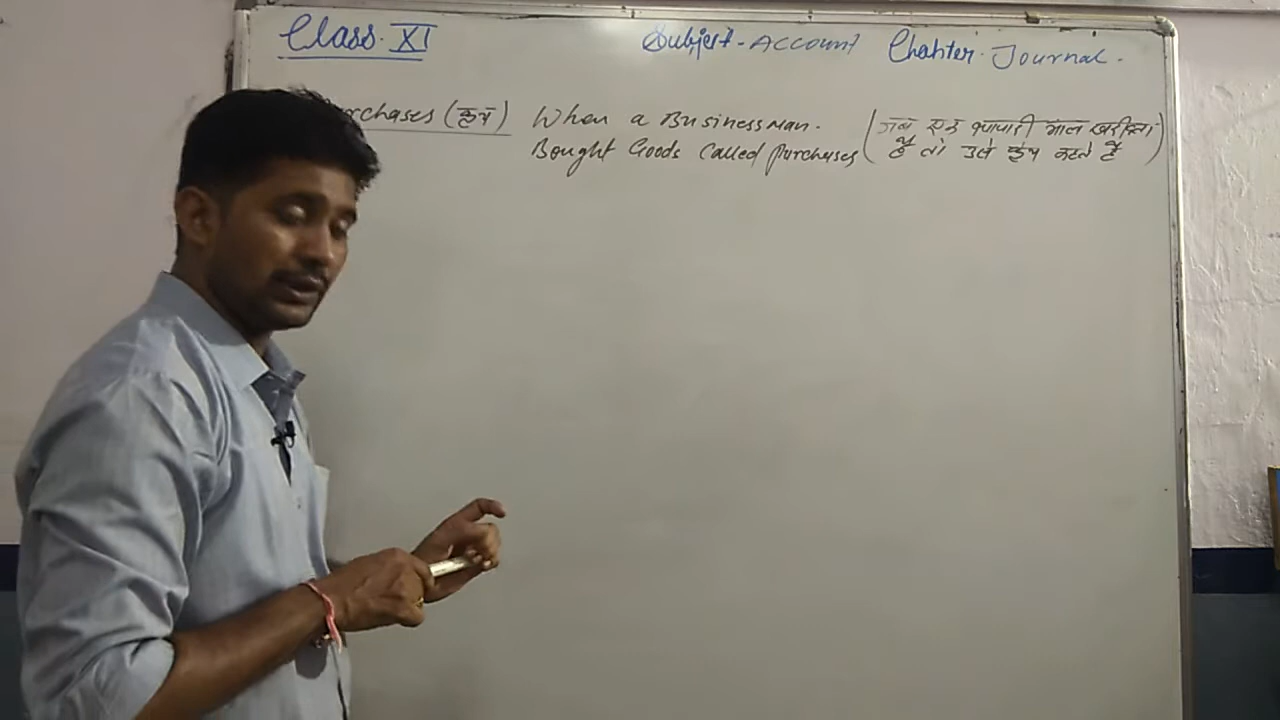 Class. XI Subject - Account Chapter. Journal.
rchases (क्रय) When a Businessman. (जब एक व्यापारी माल खरीदता
Bought Goods Called Purchases है तो उसे क्रय कहते है)